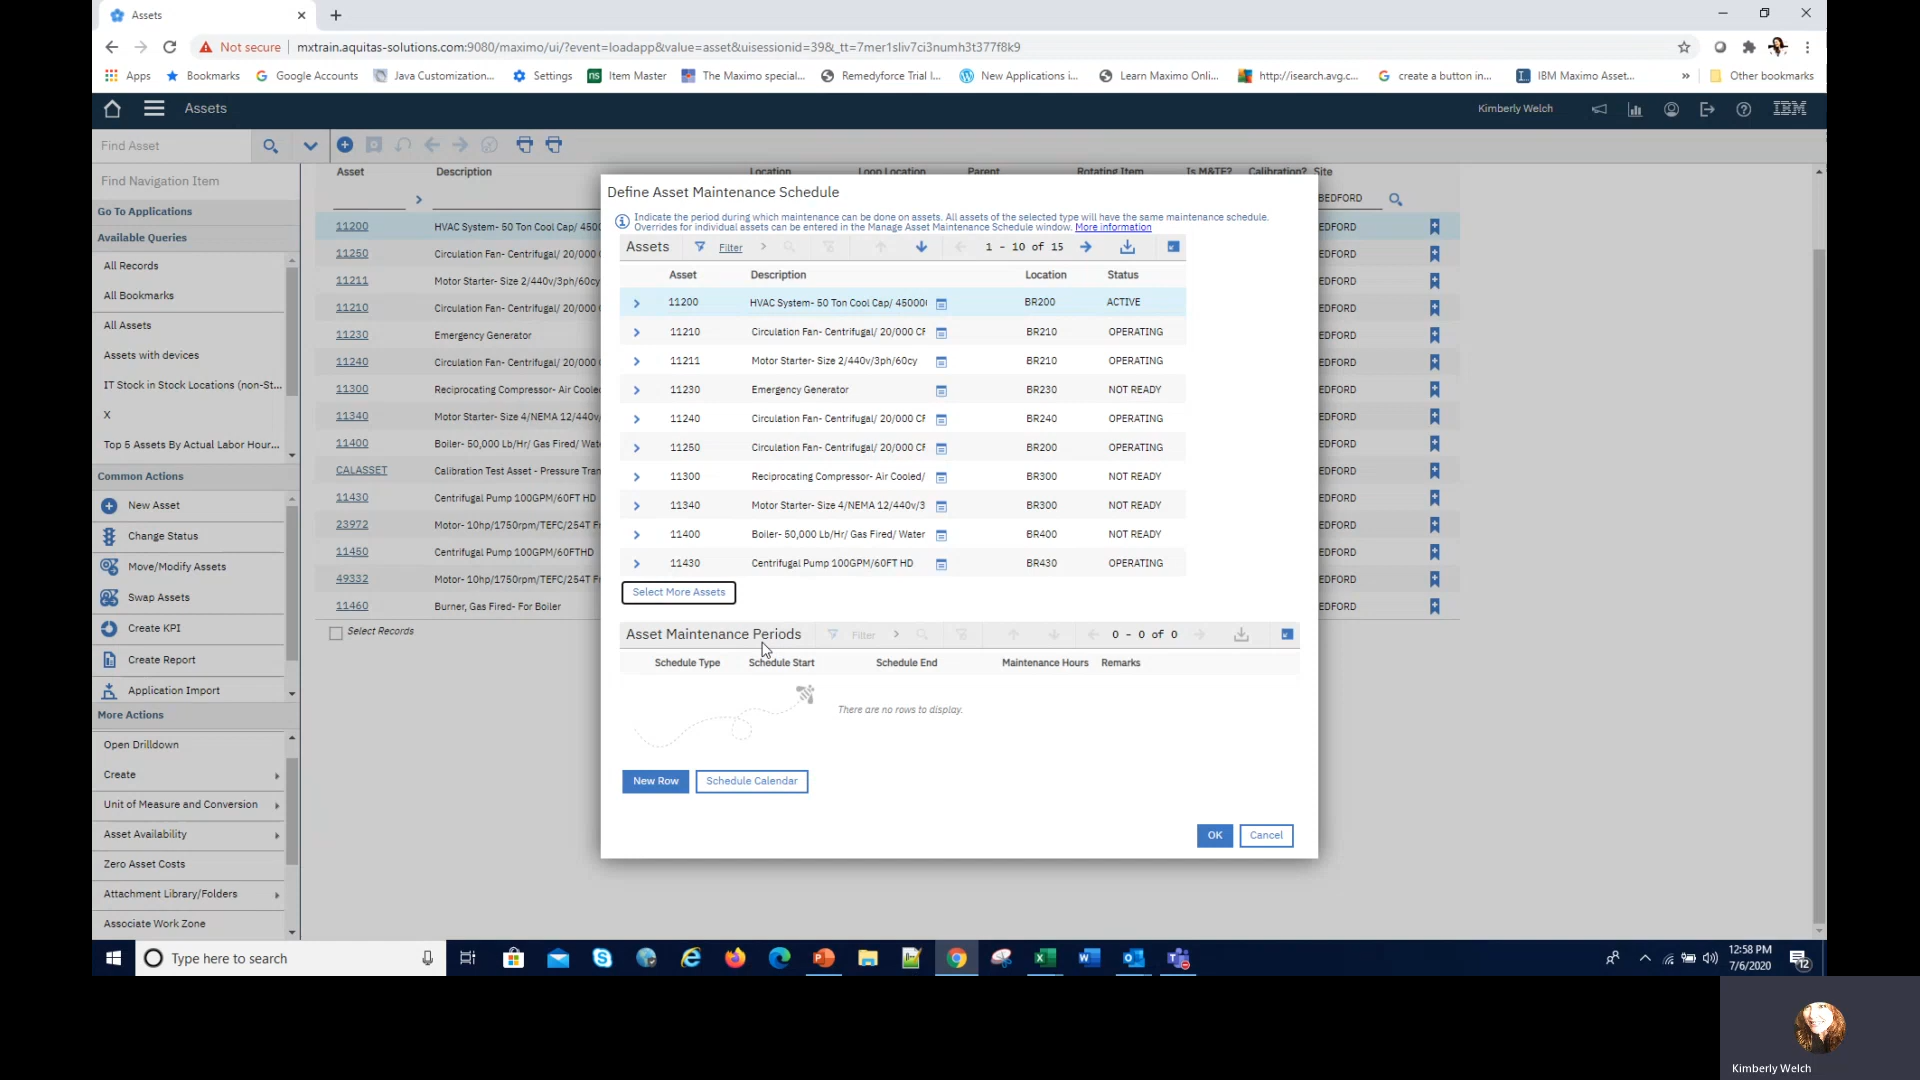 Assets
Not secure mxtrain.aquitas-solutions.com:9080/maximo/ui/?event=loadapp&value=asset&uisessionid=39&_tt=7mer1sliv7ci3numh3t377f8k9
Apps Bookmarks Google Accounts Java Customization... Settings ns Item Master The Maximo special... Remedyforce Trial I... New Applications i... Learn Maximo Onl... http://isearch.avg.c... create a button in... IBM Maximo Asset... » Other bookmarks
Assets Kimberly Welch IBM
Find Asset
Find Navigation Item
Go To Applications
Available Queries
All Records
All Bookmarks
All Assets
Assets with devices
IT Stock in Stock Locations (non-St...
X
Top 5 Assets By Actual Labor Hour...
Common Actions
New Asset
Change Status
Move/Modify Assets
Swap Assets
Create KPI
Create Report
Application Import
More Actions
Open Drilldown
Create
Unit of Measure and Conversion
Asset Availability
Zero Asset Costs
Attachment Library/Folders
Associate Work Zone
Asset Description Location Loop Location Parent Rotating Item Is M&TE? Calibration? Site
BEDFORD
11200 HVAC System- 50 Ton Cool Cap/ 4500 EDFORD
11250 Circulation Fan- Centrifugal/ 20/000 EDFORD
11211 Motor Starter- Size 2/440v/3ph/60cy EDFORD
11210 Circulation Fan- Centrifugal/ 20/000 EDFORD
11230 Emergency Generator EDFORD
11240 Circulation Fan- Centrifugal/ 20/000 EDFORD
11300 Reciprocating Compressor- Air Coole EDFORD
11340 Motor Starter- Size 4/NEMA 12/440v/ EDFORD
11400 Boiler- 50,000 Lb/Hr/ Gas Fired/ Wat EDFORD
CALASSET Calibration Test Asset - Pressure Tran EDFORD
11430 Centrifugal Pump 100GPM/60FT HD EDFORD
23972 Motor- 10hp/1750rpm/TEFC/254T Fr EDFORD
11450 Centrifugal Pump 100GPM/60FTHD EDFORD
49332 Motor- 10hp/1750rpm/TEFC/254T F EDFORD
11460 Burner, Gas Fired- For Boiler EDFORD
Select Records
Define Asset Maintenance Schedule
Indicate the period during which maintenance can be done on assets. All assets of the selected type will have the same maintenance schedule.
Overrides for individual assets can be entered in the Manage Asset Maintenance Schedule window. More information
Assets Filter 1 - 10 of 15
Asset Description Location Status
11200 HVAC System- 50 Ton Cool Cap/ 45000 BR200 ACTIVE
11210 Circulation Fan- Centrifugal/ 20/000 CF BR210 OPERATING
11211 Motor Starter- Size 2/440v/3ph/60cy BR210 OPERATING
11230 Emergency Generator BR230 NOT READY
11240 Circulation Fan- Centrifugal/ 20/000 CF BR240 OPERATING
11250 Circulation Fan- Centrifugal/ 20/000 CF BR200 OPERATING
11300 Reciprocating Compressor- Air Cooled/ BR300 NOT READY
11340 Motor Starter- Size 4/NEMA 12/440v/3 BR300 NOT READY
11400 Boiler- 50,000 Lb/Hr/ Gas Fired/ Water BR400 NOT READY
11430 Centrifugal Pump 100GPM/60FT HD BR430 OPERATING
Select More Assets
Asset Maintenance Periods Filter 0 - 0 of 0
Schedule Type Schedule Start Schedule End Maintenance Hours Remarks
There are no rows to display.
New Row Schedule Calendar
OK Cancel
Type here to search
12:58 PM
7/6/2020
12
Kimberly Welch